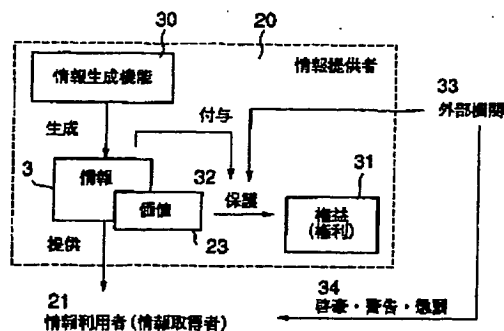 30
20
情報生成機能
情報提供者
33
外部機関
生成
付与
3
情報
32
31
保護
価値
権益
(権利)
23
提供
21
情報利用者(情報取得者)
34
啓蒙・警告・懲罰